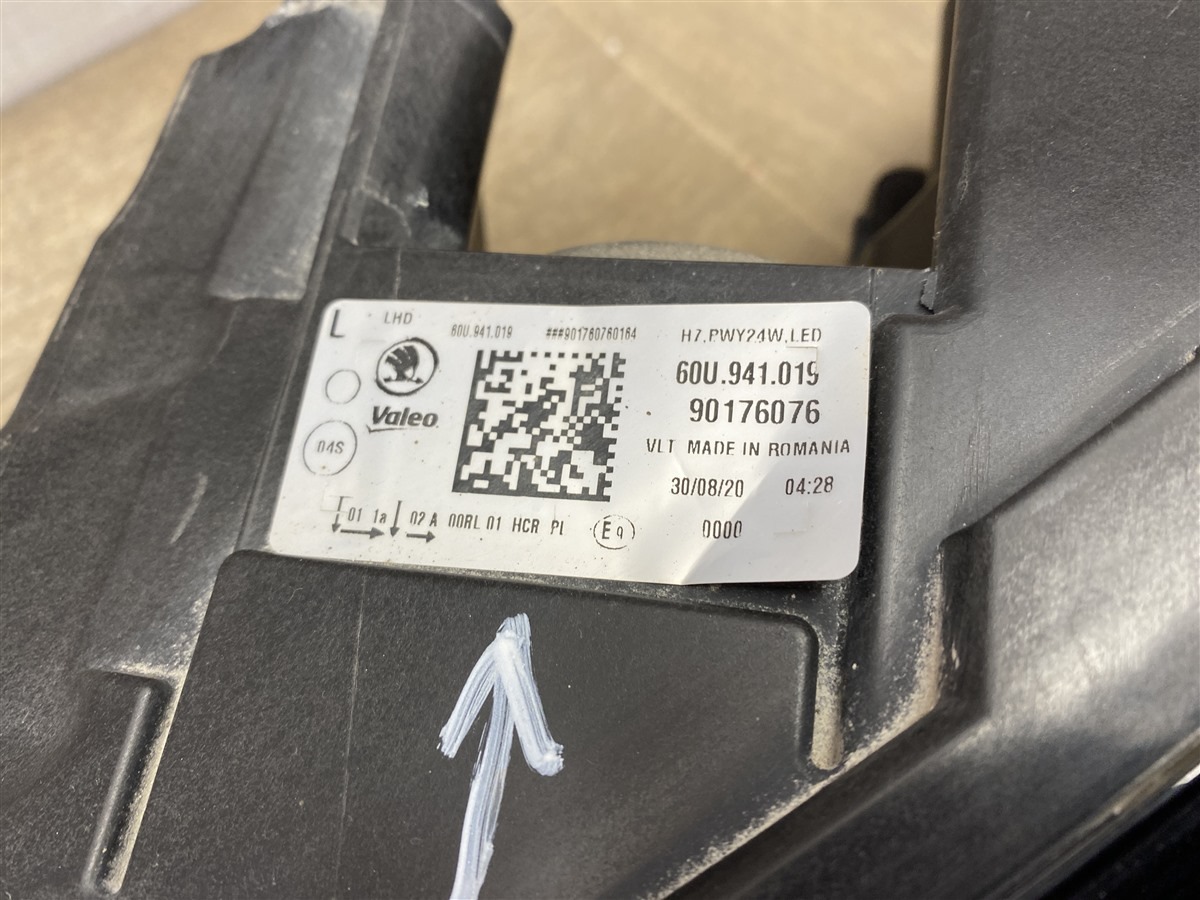 L LHD 60U.941.019 ###901760760164 H7,PWY24W,LED
60U.941.019
Valeo 90176076
04S VLT MADE IN ROMANIA
30/08/20 04:28
01 1a 02 A 00RL 01 HCR PL E9 0000